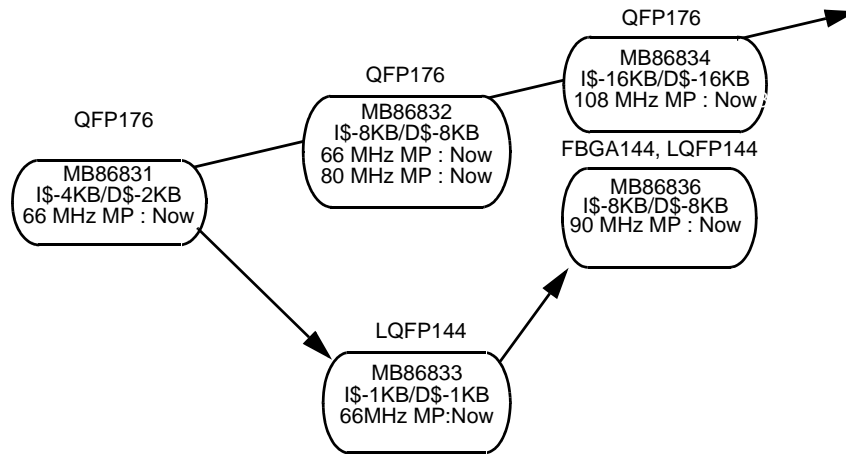 QFP176
MB86834
I$-16KB/D$-16KB
108 MHz MP : Now
QFP176
MB86832
I$-8KB/D$-8KB
66 MHz MP : Now
80 MHz MP : Now
QFP176
MB86831
I$-4KB/D$-2KB
66 MHz MP : Now
FBGA144, LQFP144
MB86836
I$-8KB/D$-8KB
90 MHz MP : Now
LQFP144
MB86833
I$-1KB/D$-1KB
66MHz MP:Now